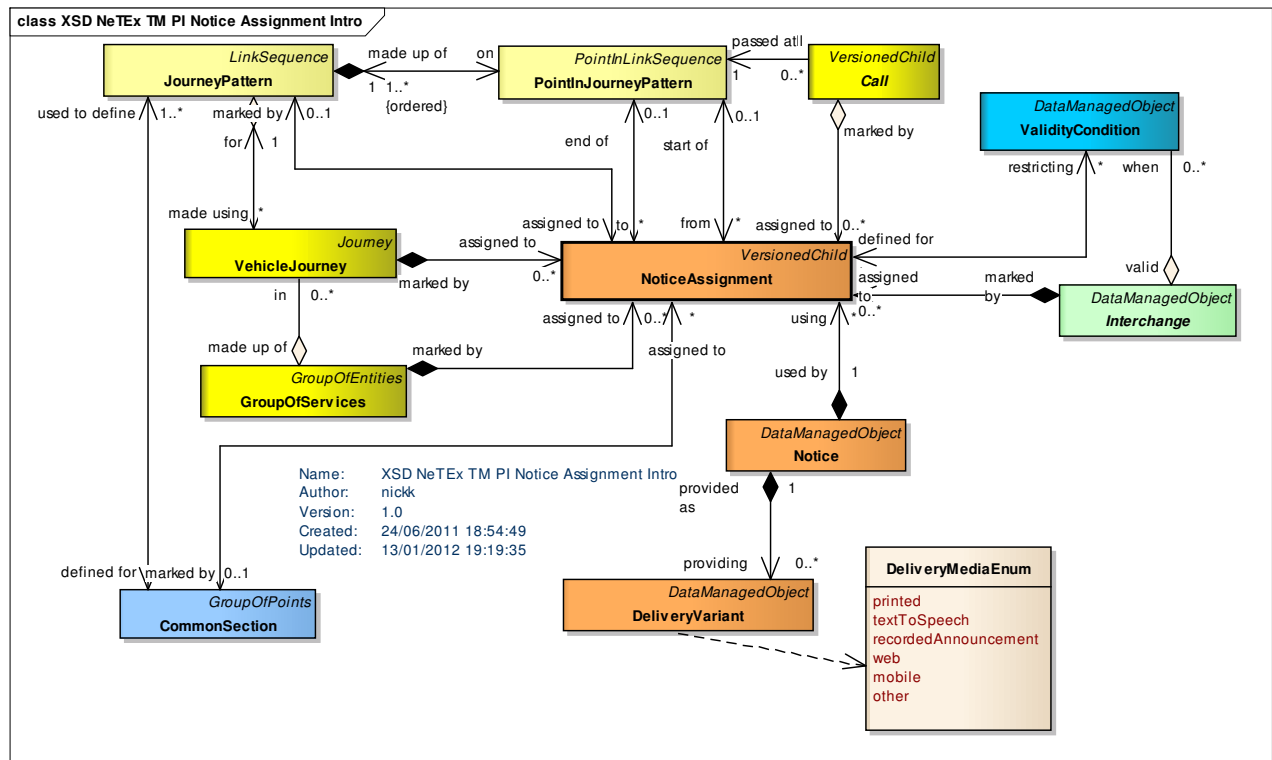 class XSD NeTEx TM PI Notice Assignment Intro
LinkSequence
JourneyPattern
made up of
on
1
1..*
{ordered}
PointInJourneyPattern
PointInLinkSequence
passed atll
1
0..*
VersionedChild
Call
used to define
1..*
marked by
0..1
for
1
0..1
0..1
end of
start of
marked by
DataManagedObject
ValidityCondition
restricting
*
when
0..*
made using
*
assigned to
to
*
from
*
assigned to
0..*
defined for
Journey
VehicleJourney
assigned to
marked by
0..*
VersionedChild
NoticeAssignment
assigned
to
0..*
marked
by
valid
DataManagedObject
Interchange
in
0..*
made up of
assigned to
0..*
*
assigned to
using
*
marked by
GroupOfEntities
GroupOfServices
used by
1
DataManagedObject
Notice
Name: XSD NeTEx TM PI Notice Assignment Intro
Author: nickk
Version: 1.0
Created: 24/06/2011 18:54:49
Updated: 13/01/2012 19:19:35
provided
as
1
providing
0..*
defined for
marked by
0..1
GroupOfPoints
CommonSection
DataManagedObject
DeliveryVariant
DeliveryMediaEnum
printed
textToSpeech
recordedAnnouncement
web
mobile
other